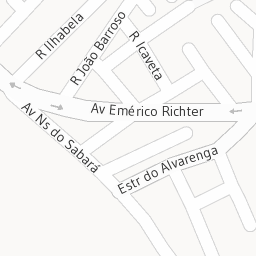 R Ilhabela
R João Barroso
R Icaveta
Av Emérico Richter
Av Ns do Sabará
Estr do Alvarenga